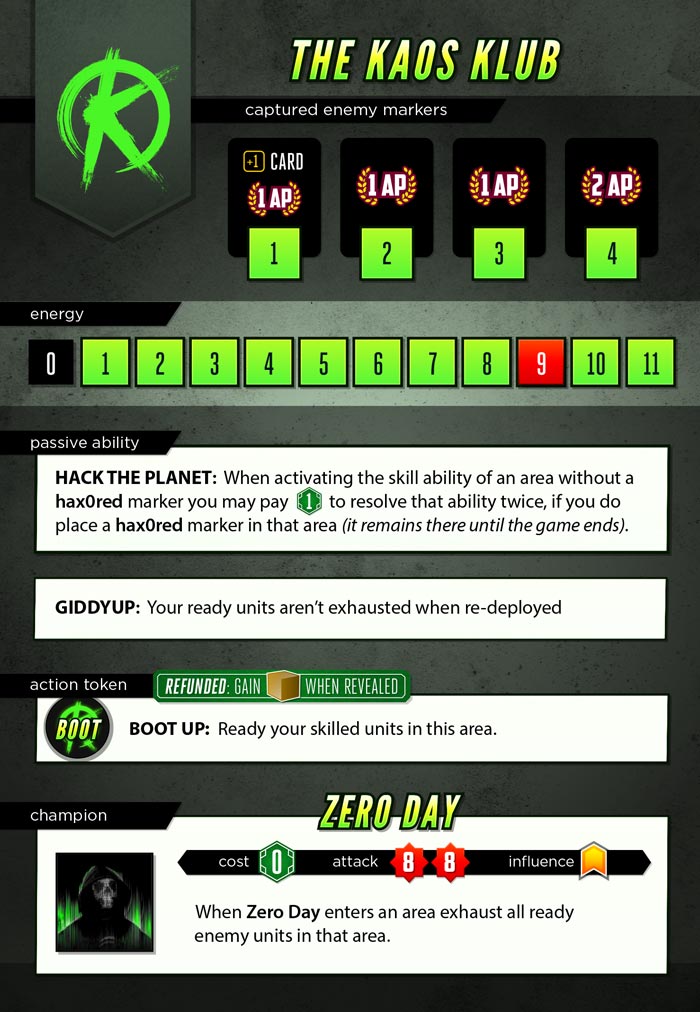 THE KAOS KLUB
K
captured enemy markers
+1 CARD
1 AP
1 AP
1 AP
2 AP
1
2
3
4
energy
0 1 2 3 4 5 6 7 8 9 10 11
passive ability
HACK THE PLANET: When activating the skill ability of an area without a
hax0red marker you may pay 1 to resolve that ability twice, if you do
place a hax0red marker in that area (it remains there until the game ends).
GIDDYUP: Your ready units aren't exhausted when re-deployed
action token
REFUNDED: GAIN WHEN REVEALED
BOOT
BOOT UP: Ready your skilled units in this area.
champion
ZERO DAY
cost 0 attack 8 8 influence
When Zero Day enters an area exhaust all ready
enemy units in that area.